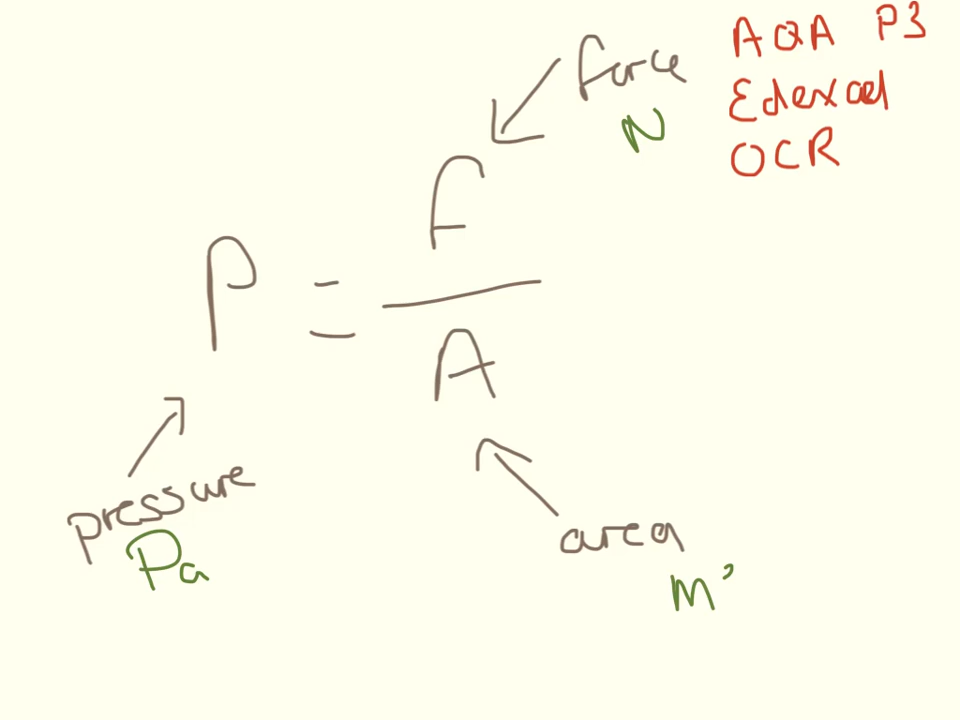 force
N
AQA P3
Edexcel
OCR
P = F
A
pressure
Pa
area
m²